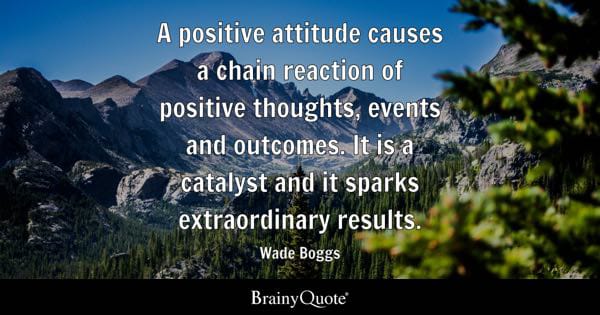 A positive attitude causes
a chain reaction of
positive thoughts, events
and outcomes. It is a
catalyst and it sparks
extraordinary results.
Wade Boggs
BrainyQuote®